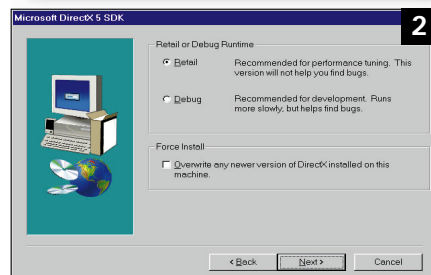 Microsoft DirectX 5 SDK
2
Retail or Debug Runtime
Retail
Recommended for performance tuning. This
version will not help you find bugs.
Debug
Recommended for development. Runs
more slowly, but helps find bugs.
Force Install
Overwrite any newer version of DirectX installed on this
machine.
< Back
Next >
Cancel